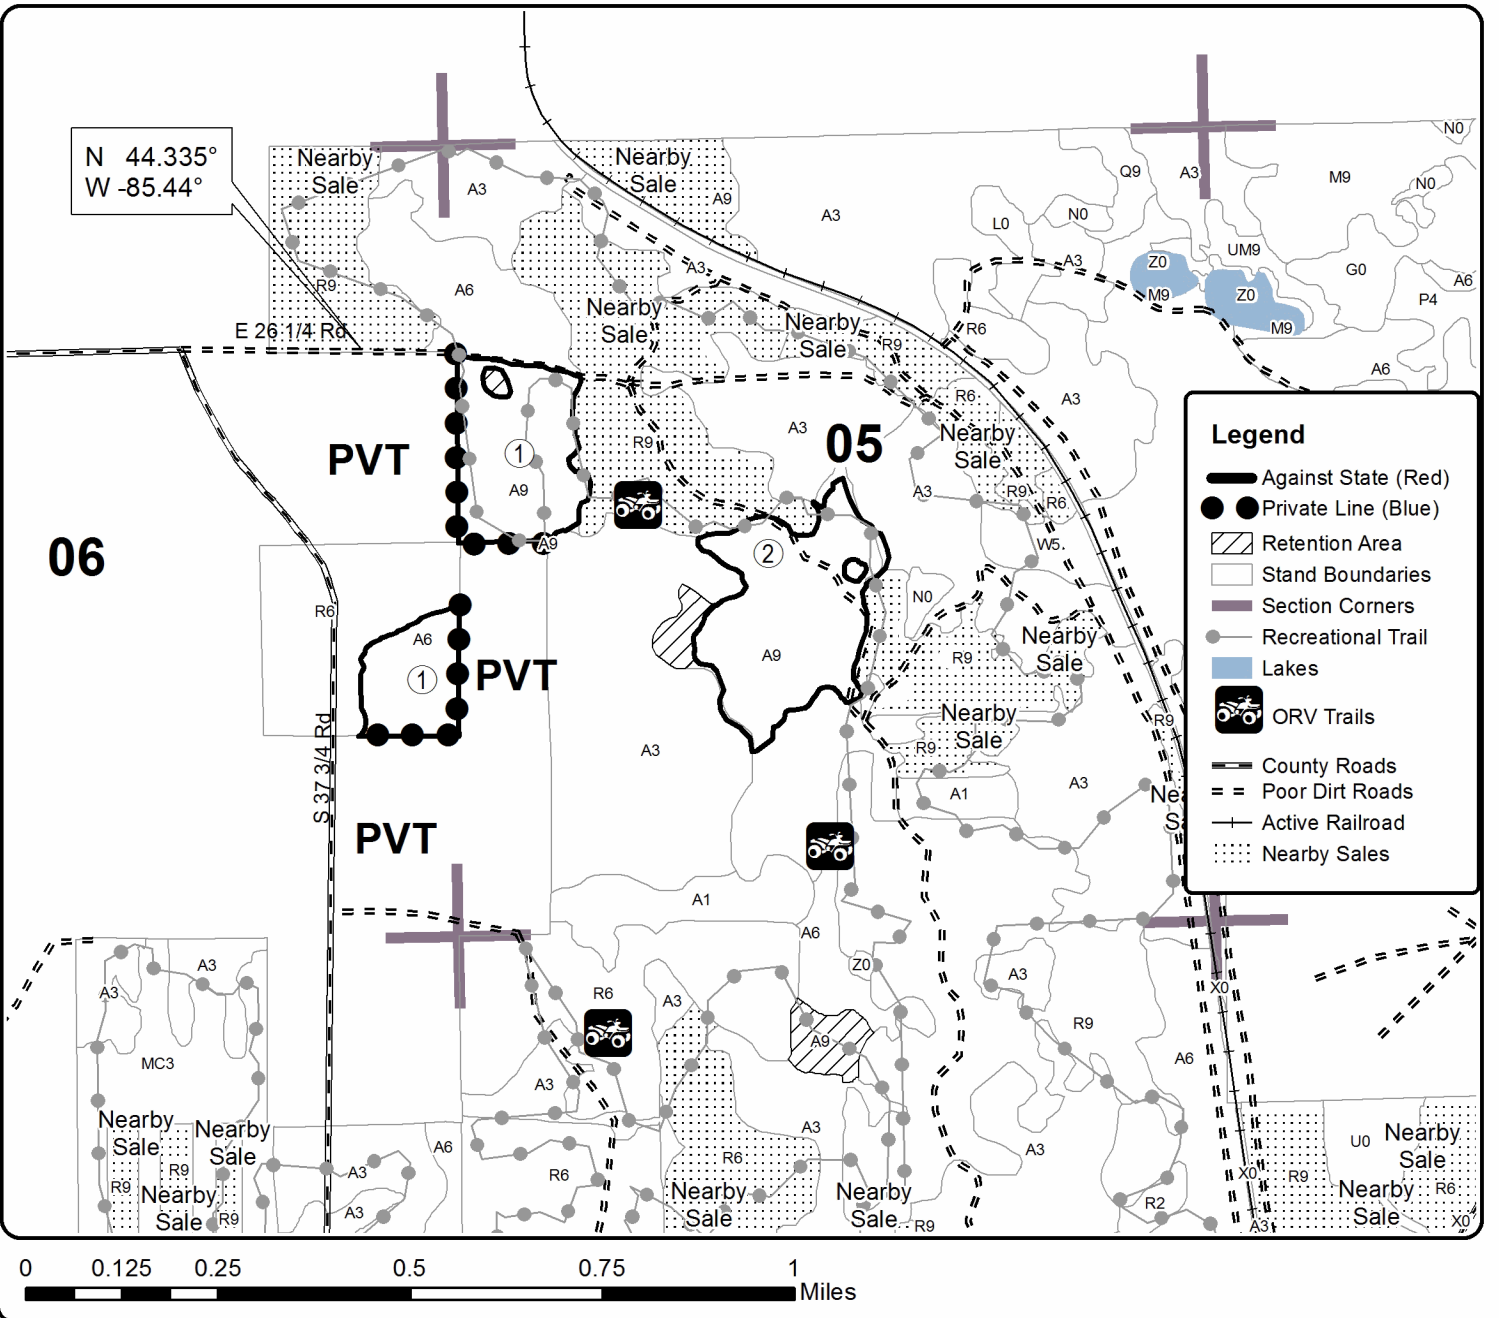 N0
N 44.335°
W -85.44°
Nearby
Sale
Nearby
Sale
A3
A9
A3
Q9
A3
M9
N0
L0
N0
UM9
A3
Z0
G0
A3
R9
A6
M9
Z0
P4
A6
M9
Nearby
Sale
Nearby
Sale
R6
E 26 1/4 Rd
R9
A6
R6
A3
PVT
1
R9
A3
05
Nearby
Sale
A9
A3
R9
R6
06
A9
2
W5
R6
A6
N0
1
PVT
A9
R9
Nearby
Sale
S 37 3/4 Rd
A3
Nearby
Sale
R9
R9
A1
A3
Nea
Sa
PVT
A1
A6
Z0
A3
A3
A3
R6
A3
X0
MC3
A9
R9
A6
A3
Nearby
Sale
Nearby
Sale
A6
A3
A3
U0
Nearby
Sale
R9
R9
A3
R6
R6
X0
R9
R6
Nearby
Sale
R9
A3
Nearby
Sale
Nearby
Sale
R9
R2
A3
Nearby
Sale
X0
Legend
Against State (Red)
Private Line (Blue)
Retention Area
Stand Boundaries
Section Corners
Recreational Trail
Lakes
ORV Trails
County Roads
Poor Dirt Roads
Active Railroad
Nearby Sales
0 0.125 0.25 0.5 0.75 1
Miles